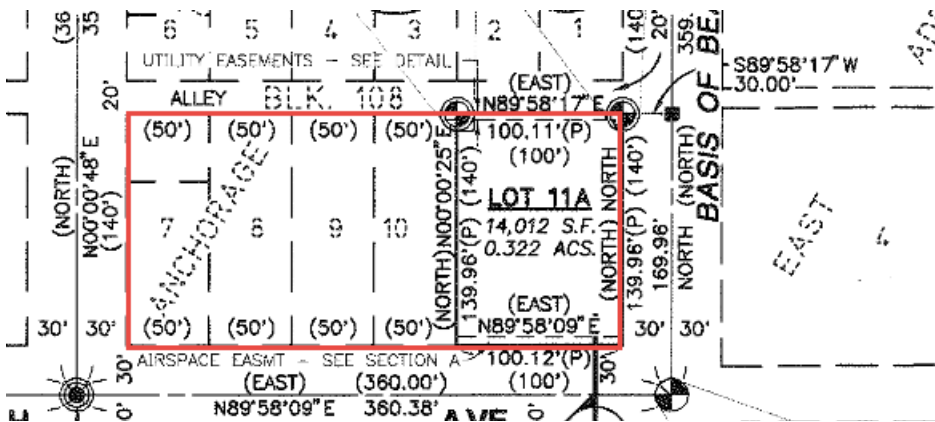 (36
35
6
5
4
3
2
1
(140'
20'
359.
UTILITY EASEMENTS - SEE DETAIL
(EAST)
S89°58'17"W
30.00'
20'
ALLEY
BLK. 108
N89°58'17"E
BASIS OF BE
(50')
(50')
(50')
(50')
100.11'(P)
(100')
(NORTH)
N00°00'48"E
(140')
ANCHORAGE
7
8
9
10
(NORTH) N00°00'25"E
139.96'(P) (140')
LOT 11A
14,012 S.F.
0.322 ACS.
(NORTH) NORTH
139.96'(P) (140')
169.96'
NORTH (NORTH)
EAST
4
(EAST)
N89°58'09"E
30'
30'
(50')
(50')
(50')
(50')
30'
30'
30'
AIRSPACE EASMT - SEE SECTION A
100.12'(P)
30'
(EAST)
(360.00')
(100')
N89°58'09"E
360.38'
AVE